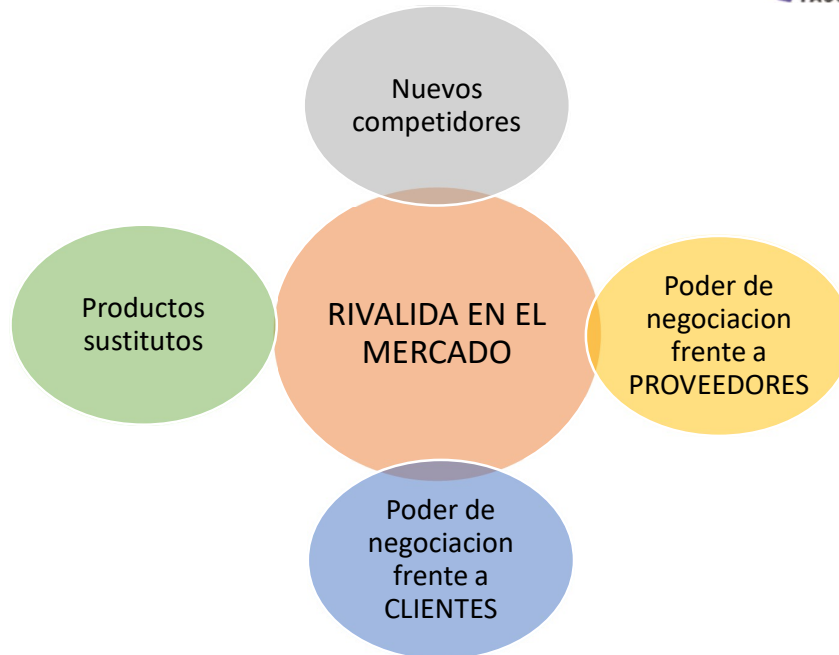 Nuevos
competidores
Productos
sustitutos
RIVALIDA EN EL
MERCADO
Poder de
negociacion
frente a
PROVEEDORES
Poder de
negociacion
frente a
CLIENTES